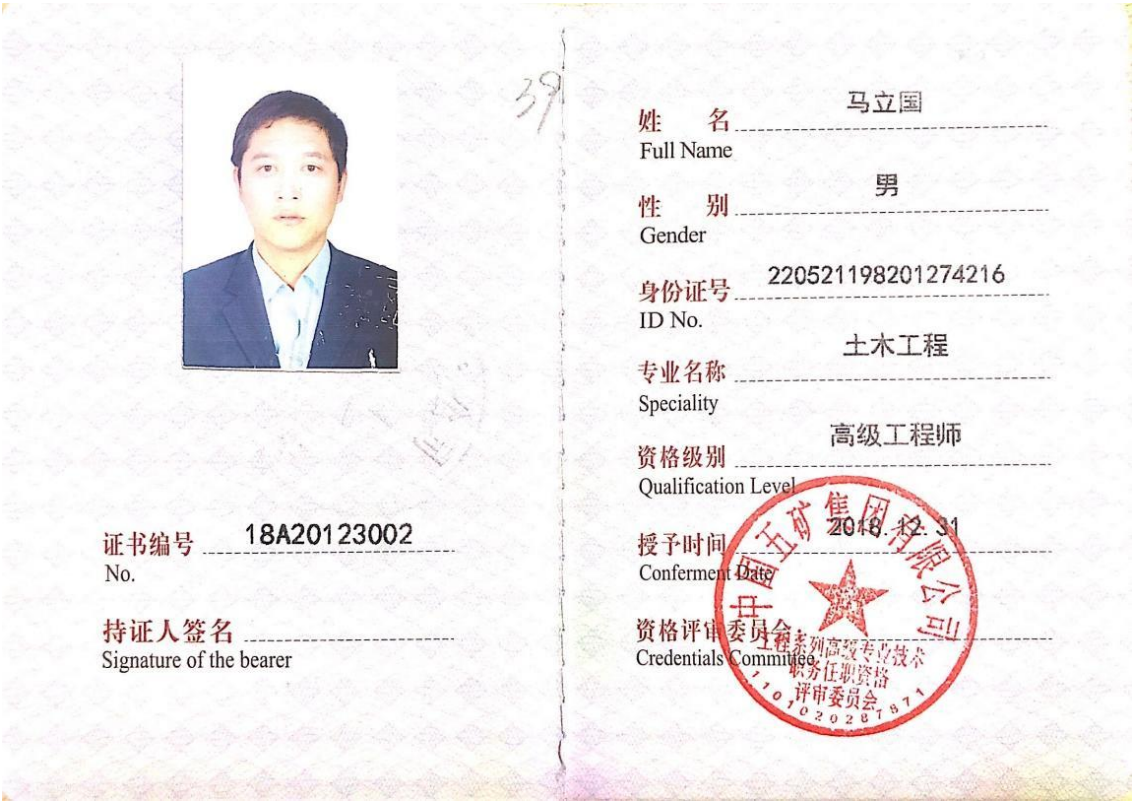 39
证书编号 18A20123002
No.
持证人签名
Signature of the bearer
姓 名 马立国
Full Name
性 别 男
Gender
身份证号 220521198201274216
ID No.
专业名称 土木工程
Speciality
资格级别 高级工程师
Qualification Level
授予时间 2018.12.31
Conferment Date
资格评审委员会
Credentials Committee
中国五矿集团有限公司
工程系列高级专业技术
职务任职资格
评审委员会
1101020287871